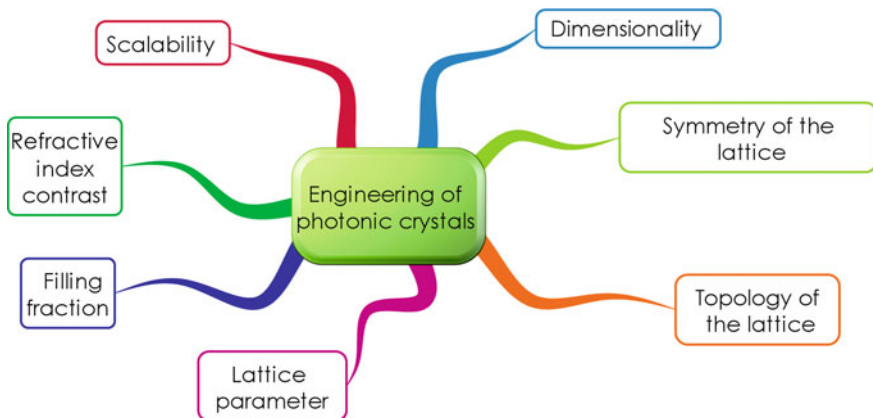 Scalability
Dimensionality
Refractive
index
contrast
Symmetry of the
lattice
Engineering of
photonic crystals
Filling
fraction
Topology of
the lattice
Lattice
parameter